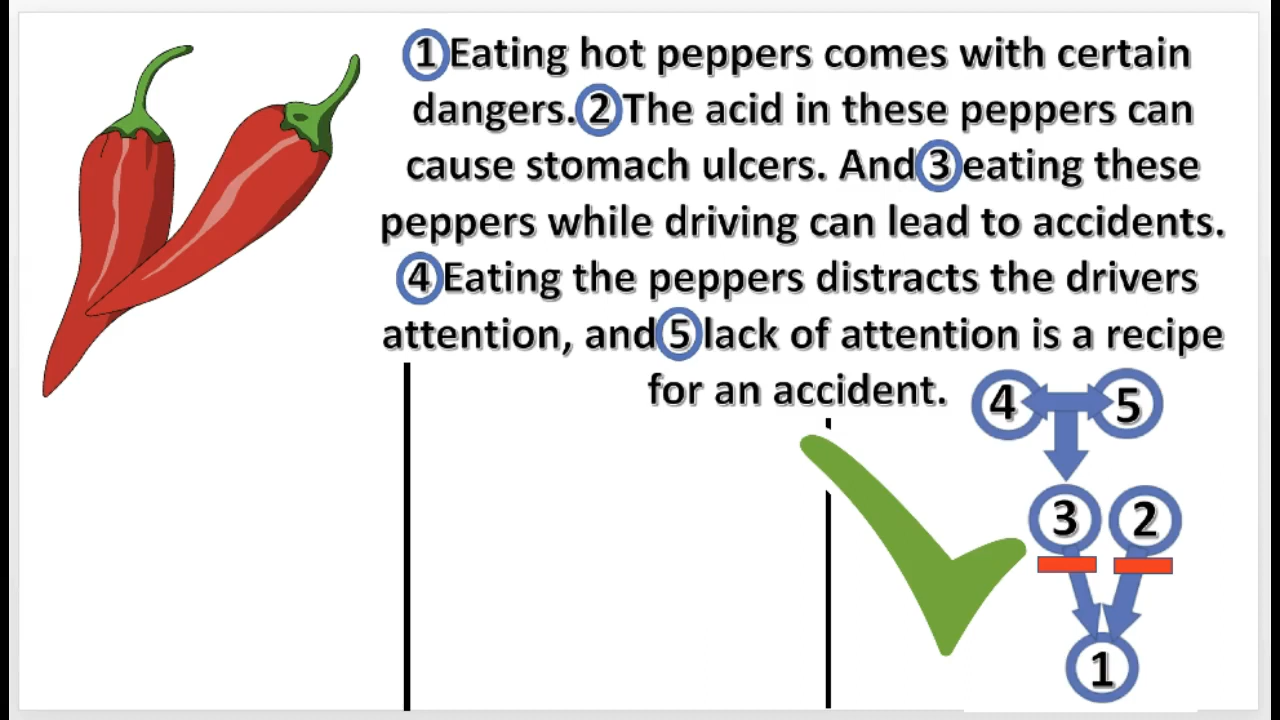 1 Eating hot peppers comes with certain
dangers. 2 The acid in these peppers can
cause stomach ulcers. And 3 eating these
peppers while driving can lead to accidents.
4 Eating the peppers distracts the drivers
attention, and 5 lack of attention is a recipe
for an accident.
4 5
3 2
1